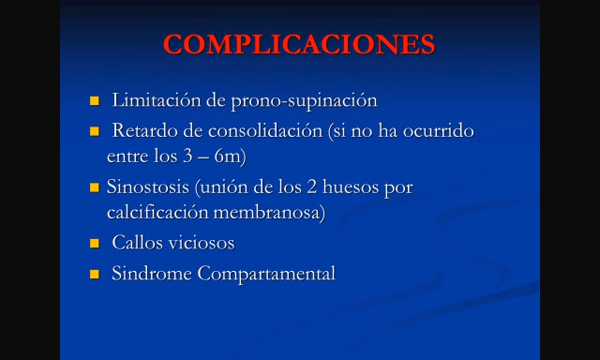 COMPLICACIONES
Limitación de prono-supinación
Retardo de consolidación (si no ha ocurrido
entre los 3 – 6m)
Sinostosis (unión de los 2 huesos por
calcificación membranosa)
Callos viciosos
Sindrome Compartamental